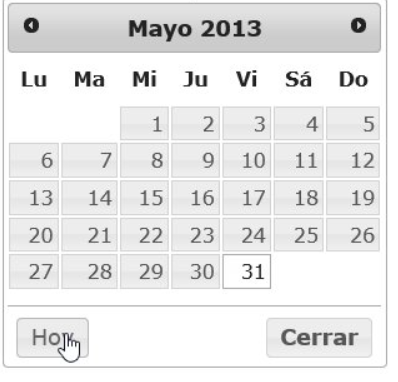 Mayo 2013
Lu Ma Mi Ju Vi Sá Do
1 2 3 4 5
6 7 8 9 10 11 12
13 14 15 16 17 18 19
20 21 22 23 24 25 26
27 28 29 30 31
Hoy Cerrar